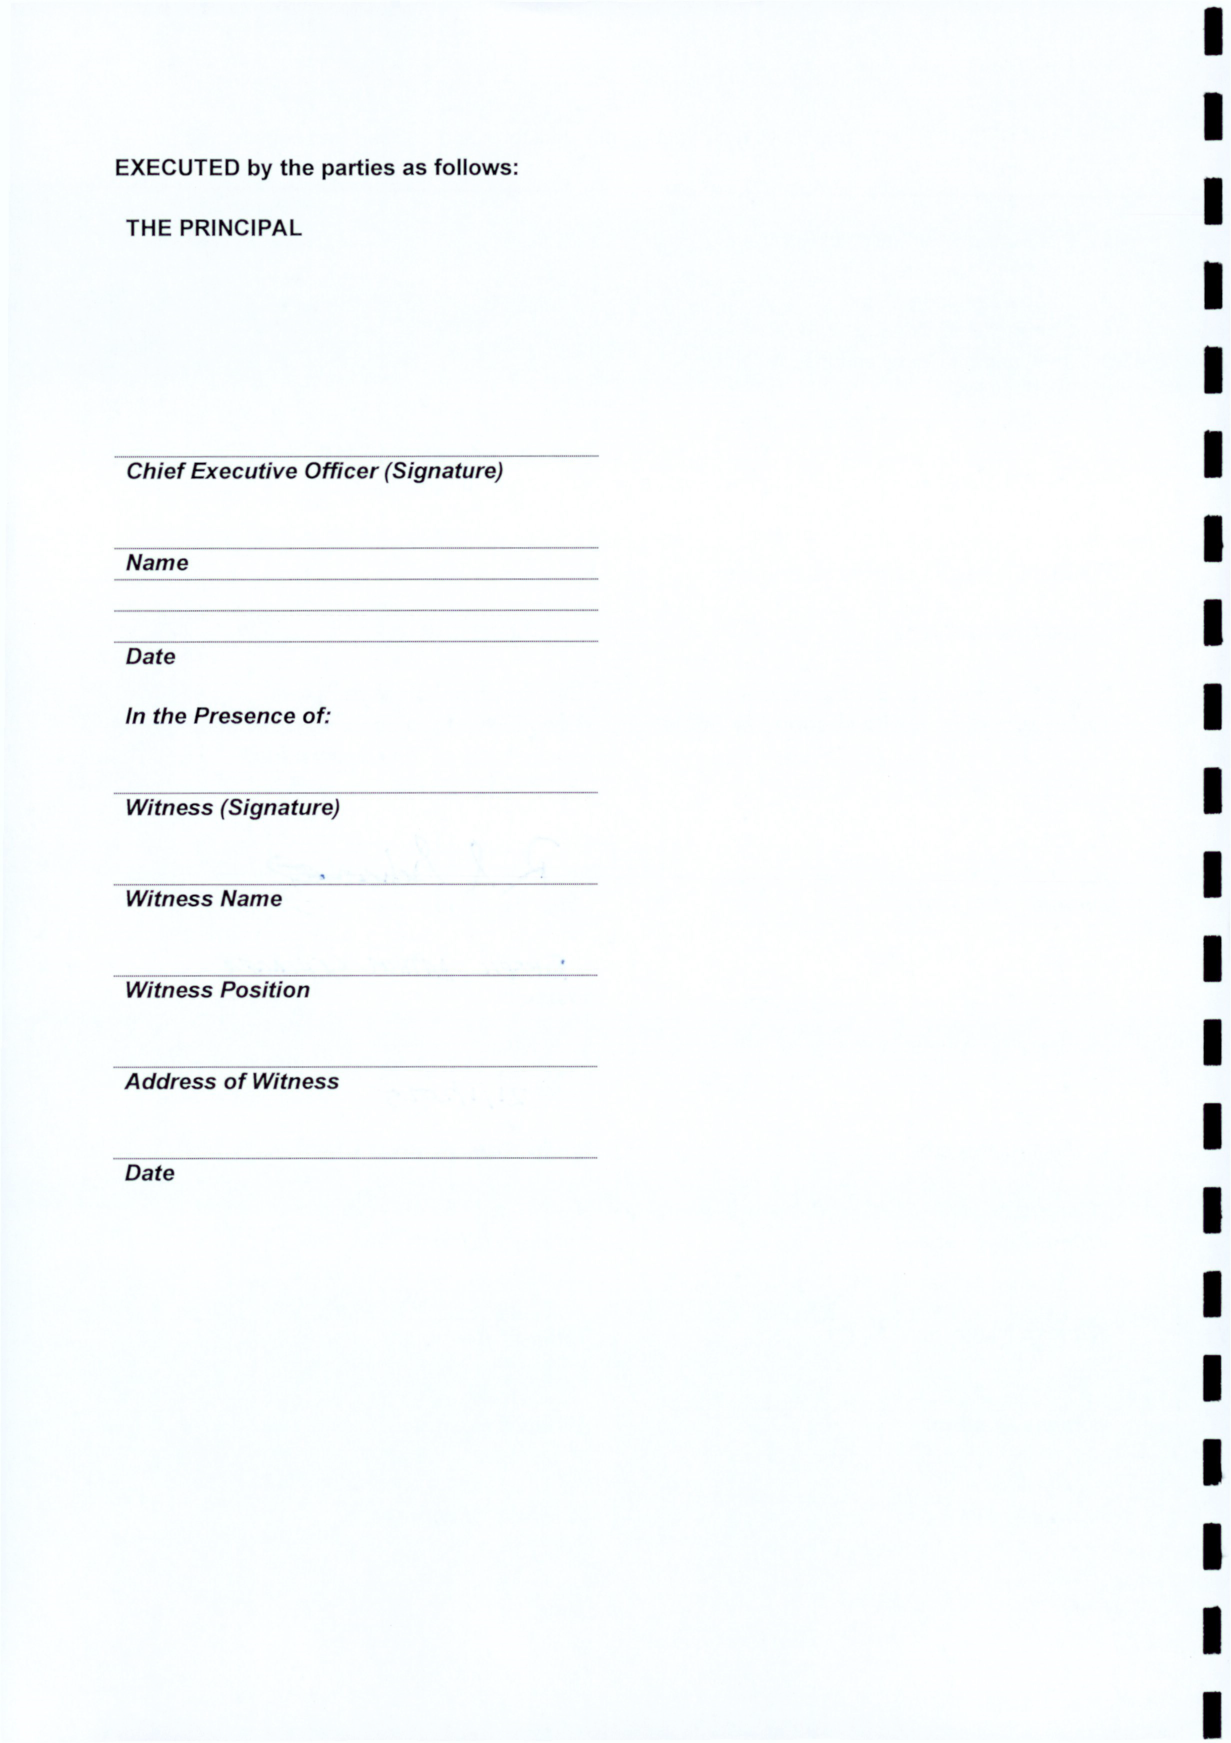 EXECUTED by the parties as follows:
THE PRINCIPAL
Chief Executive Officer (Signature)
Name
Date
In the Presence of:
Witness (Signature)
Witness Name
Witness Position
Address of Witness
Date